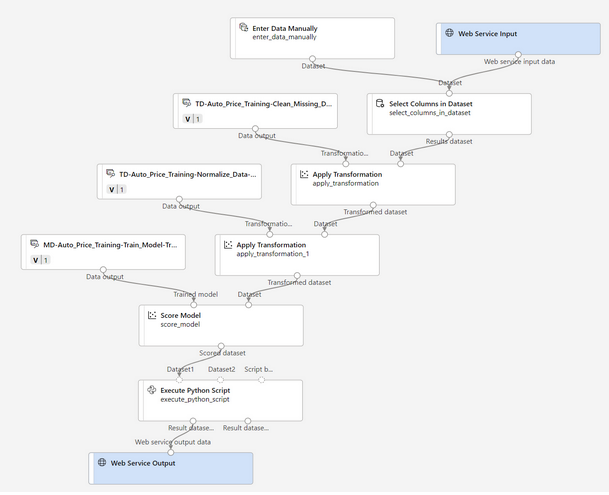 Enter Data Manually
enter_data_manually
Web Service Input
Dataset
Web service input data
Dataset
TD-Auto_Price_Training-Clean_Missing_D...
V | 1
Select Columns in Dataset
select_columns_in_dataset
Data output
Results dataset
Transformatio...
Dataset
TD-Auto_Price_Training-Normalize_Data-...
V | 1
Apply Transformation
apply_transformation
Data output
Transformed dataset
Transformatio...
Dataset
MD-Auto_Price_Training-Train_Model-Tr...
V | 1
Apply Transformation
apply_transformation_1
Data output
Transformed dataset
Trained model
Dataset
Score Model
score_model
Scored dataset
Dataset1
Dataset2
Script b...
Execute Python Script
execute_python_script
Result datase...
Result datase...
Web service output data
Web Service Output